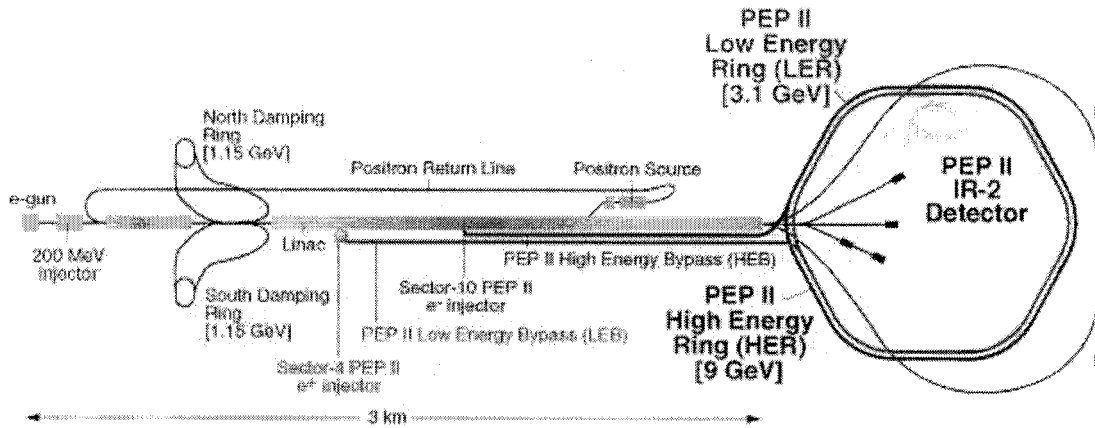 PEP II
Low Energy
Ring (LER)
[3.1 GeV]
North Damping
Ring
[1.15 GeV]
Positron Return Line
Positron Source
e-gun
200 MeV
injector
Linac
PEP II
IR-2
Detector
PEP II High Energy Bypass (HEB)
Sector-10 PEP II
e- injector
South Damping
Ring
[1.15 GeV]
PEP II Low Energy Bypass (LEB)
Sector-4 PEP II
e+ injector
PEP II
High Energy
Ring (HER)
[9 GeV]
3 km